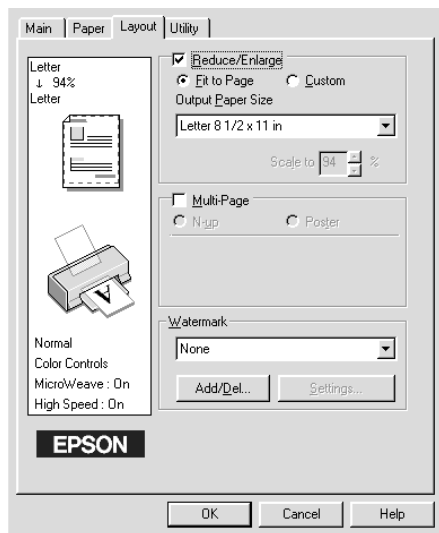 Main Paper Layout Utility
Letter
↓ 94%
Letter
A
Normal
Color Controls
MicroWeave : On
High Speed : On
EPSON
Reduce/Enlarge
Fit to Page Custom
Output Paper Size
Letter 8 1/2 x 11 in
Scale to 94 %
Multi-Page
N-up Poster
Watermark
None
Add/Del... Settings...
OK Cancel Help